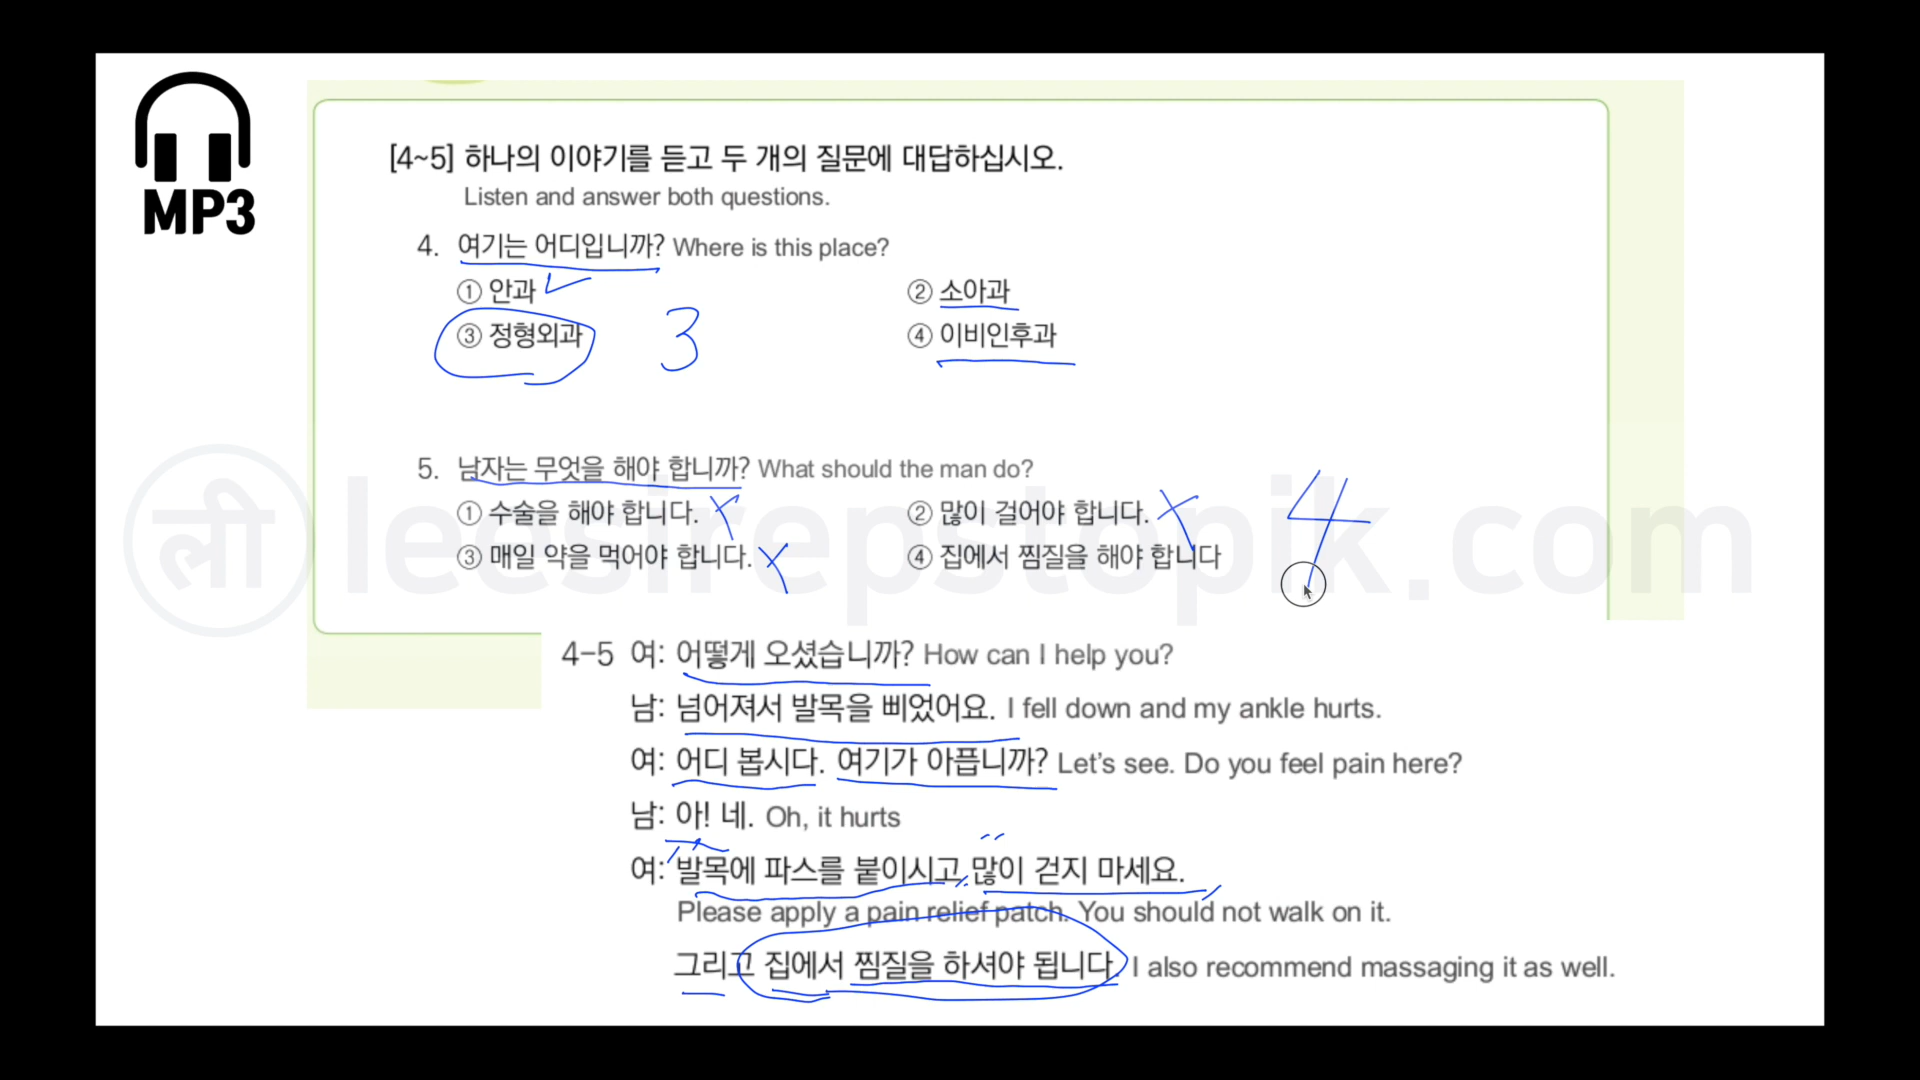 MP3
[4~5] 하나의 이야기를 듣고 두 개의 질문에 대답하십시오.
Listen and answer both questions.
4. 여기는 어디입니까? Where is this place?
① 안과 ② 소아과
③ 정형외과 3 ④ 이비인후과
5. 남자는 무엇을 해야 합니까? What should the man do?
① 수술을 해야 합니다. ② 많이 걸어야 합니다. 4
③ 매일 약을 먹어야 합니다. ④ 집에서 찜질을 해야 합니다
ली leesirepstopik.com
4-5 여: 어떻게 오셨습니까? How can I help you?
남: 넘어져서 발목을 삐었어요. I fell down and my ankle hurts.
여: 어디 봅시다. 여기가 아픕니까? Let's see. Do you feel pain here?
남: 아! 네. Oh, it hurts
여: 발목에 파스를 붙이시고, 많이 걷지 마세요.
Please apply a pain relief patch. You should not walk on it.
그리고 집에서 찜질을 하셔야 됩니다. I also recommend massaging it as well.